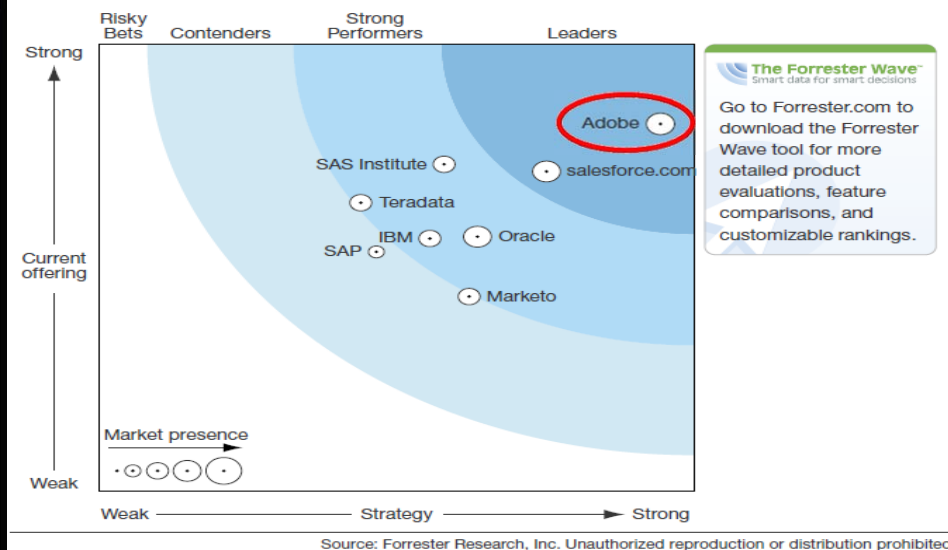 Risky
Bets
Contenders
Strong
Performers
Leaders
Strong
Current
offering
Weak
Adobe
SAS Institute
salesforce.com
Teradata
IBM
Oracle
SAP
Marketo
Market presence
Weak
Strategy
Strong
The Forrester Wave™
Smart data for smart decisions
Go to Forrester.com to
download the Forrester
Wave tool for more
detailed product
evaluations, feature
comparisons, and
customizable rankings.
Source: Forrester Research, Inc. Unauthorized reproduction or distribution prohibited